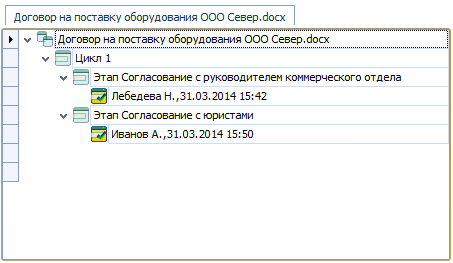 Договор на поставку оборудования ООО Север.docx
Договор на поставку оборудования ООО Север.docx
Цикл 1
Этап Согласование с руководителем коммерческого отдела
Лебедева Н.,31.03.2014 15:42
Этап Согласование с юристами
Иванов А.,31.03.2014 15:50